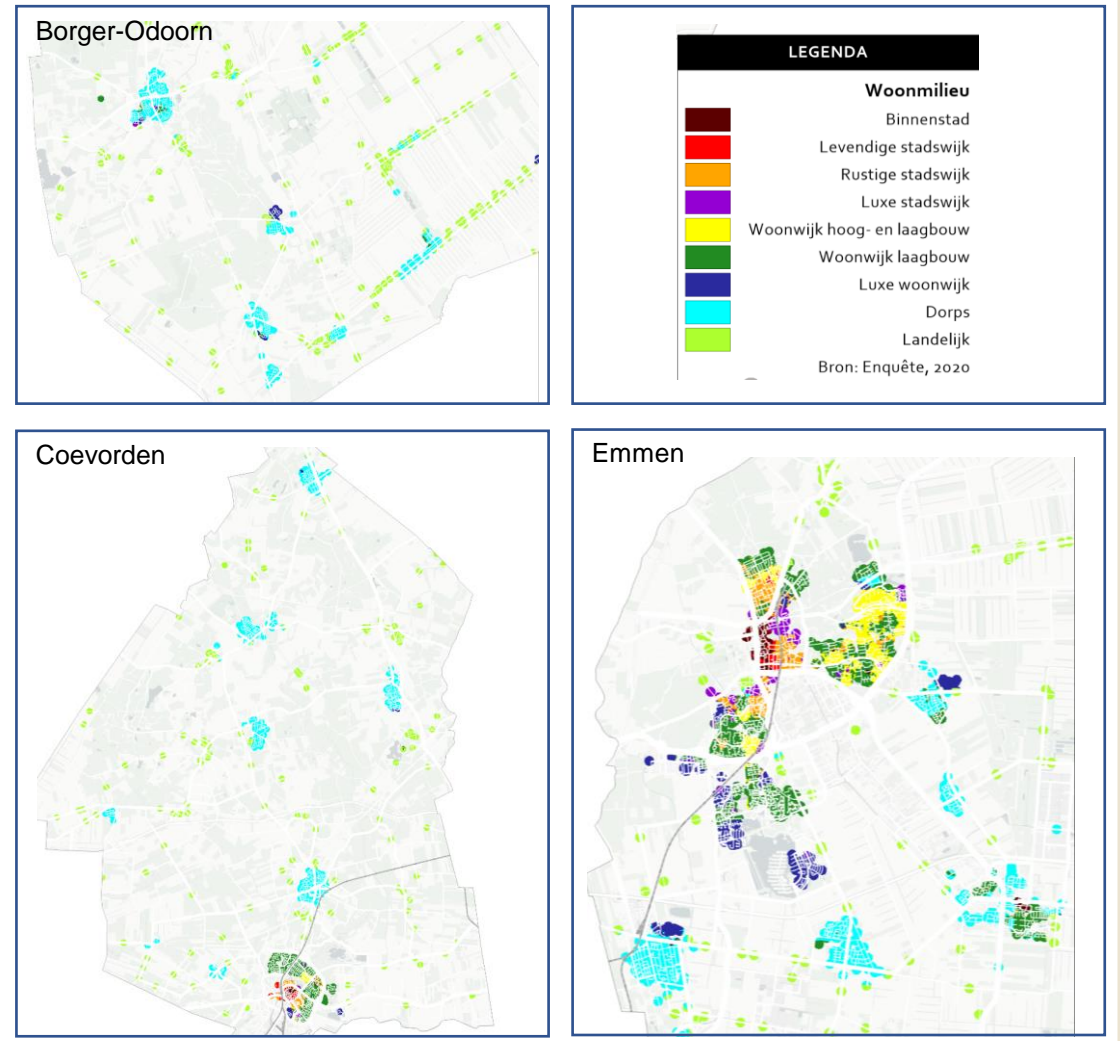 Borger-Odoorn
LEGENDA
Woonmilieu
Binnenstad
Levendige stadswijk
Rustige stadswijk
Luxe stadswijk
Woonwijk hoog- en laagbouw
Woonwijk laagbouw
Luxe woonwijk
Dorps
Landelijk
Bron: Enquête, 2020
Coevorden
Emmen